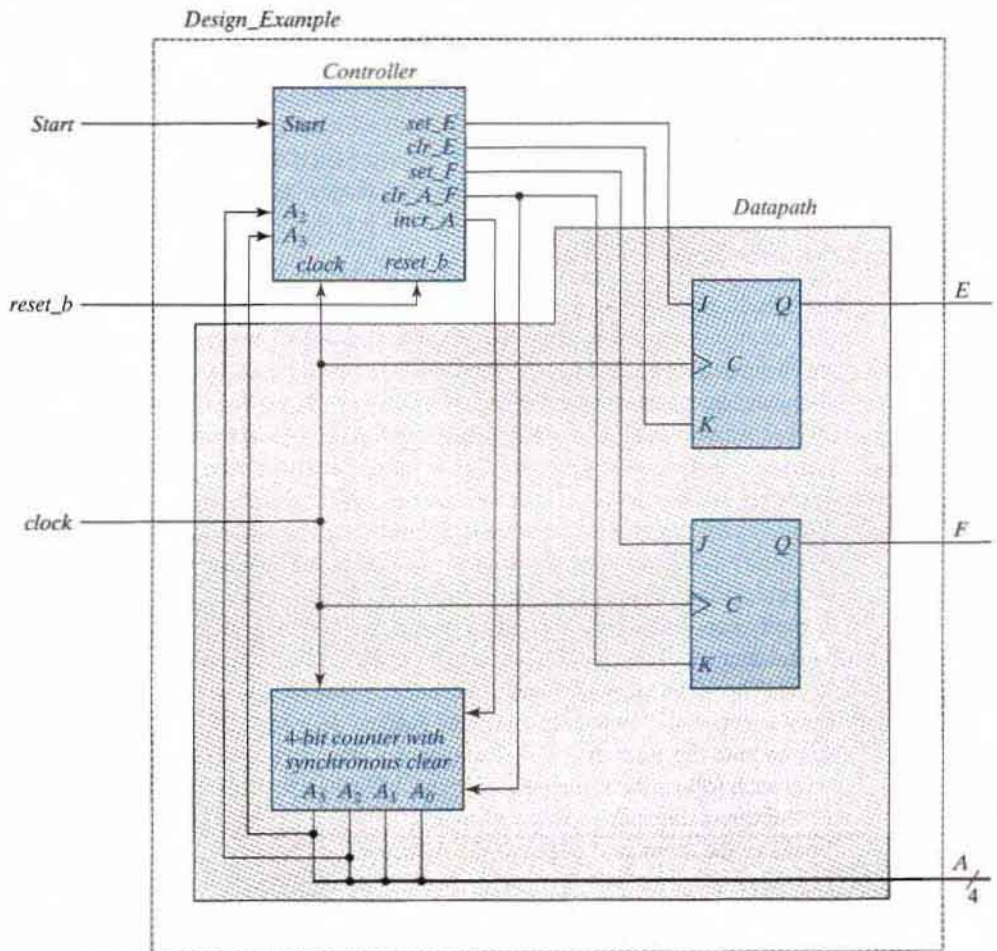 Design_Example
Controller
Start
Start
set_E
clr_E
set_F
clr_A_F
incr_A
A2
A3
clock
reset_b
reset_b
Datapath
J
Q
E
C
K
clock
J
Q
F
C
K
4-bit counter with
synchronous clear
A3 A2 A1 A0
A
4